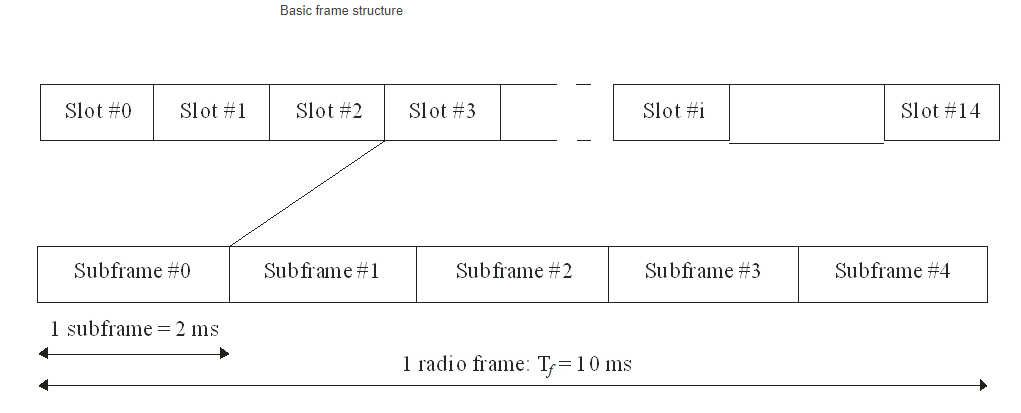 Basic frame structure
Slot #0 Slot #1 Slot #2 Slot #3 Slot #i Slot #14
Subframe #0 Subframe #1 Subframe #2 Subframe #3 Subframe #4
1 subframe = 2 ms
1 radio frame: Tf = 10 ms